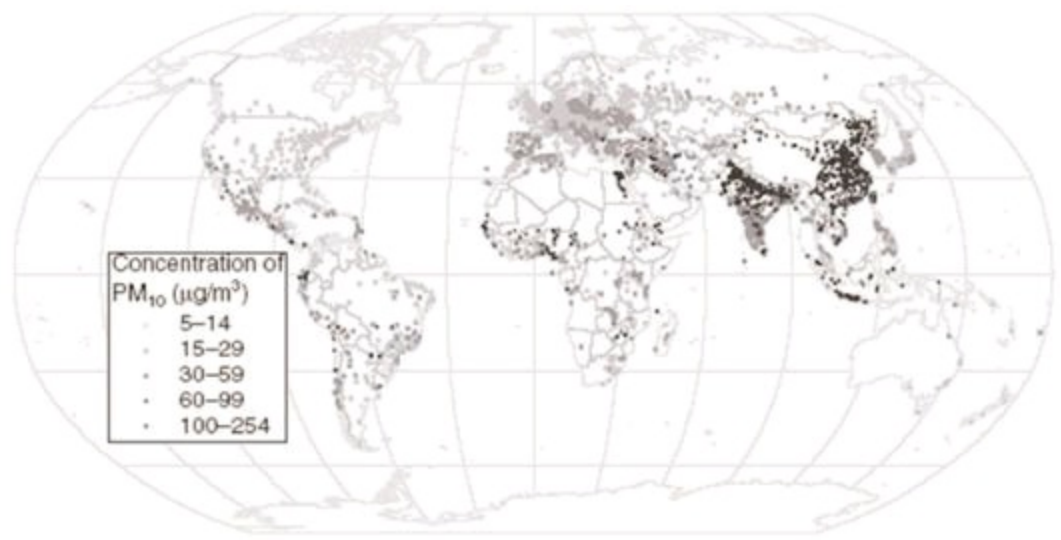 Concentration of
PM₁₀ (μg/m³)
5–14
15–29
30–59
60–99
100–254